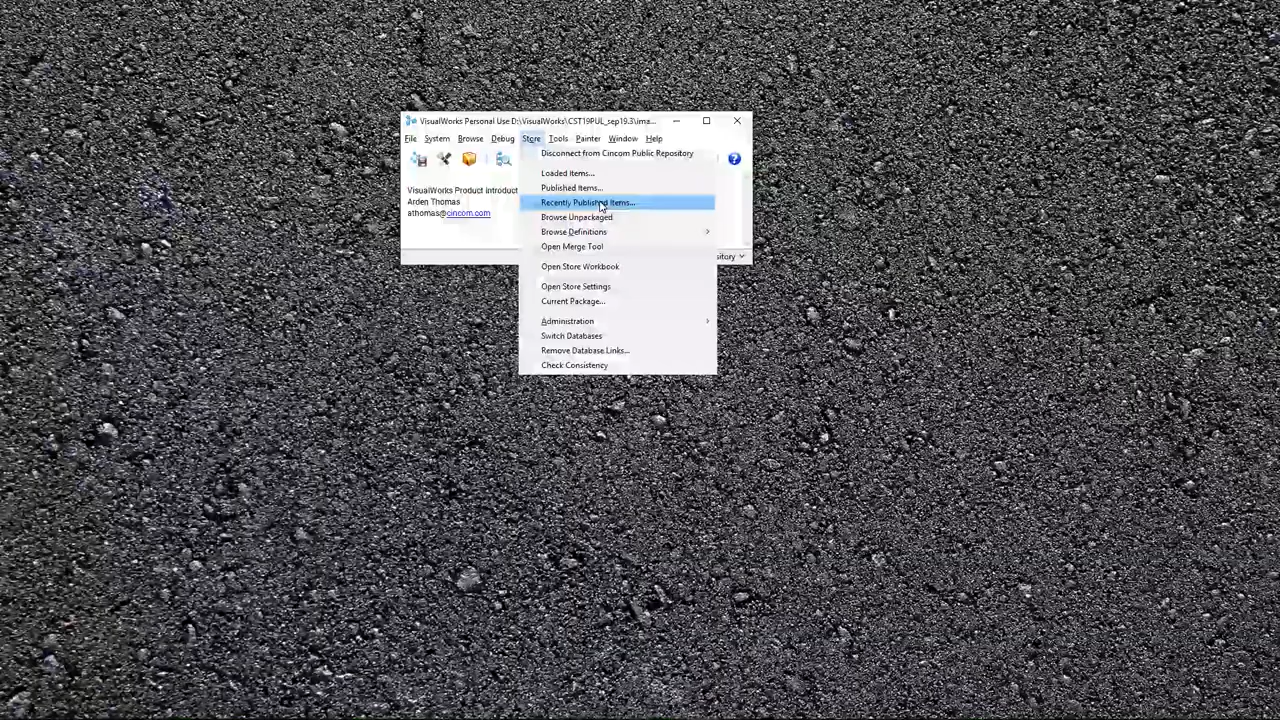 VisualWorks Personal Use D:\VisualWorks\CST19PUL_sep19.3\ima...
File System Browse Debug Store Tools Painter Window Help
Disconnect from Cincom Public Repository
Loaded Items...
Published Items...
VisualWorks Product introduct
Arden Thomas
athomas@cincom.com
Recently Published Items...
Browse Unpackaged
Browse Definitions
Open Merge Tool
sitory
Open Store Workbook
Open Store Settings
Current Package...
Administration
Switch Databases
Remove Database Links...
Check Consistency